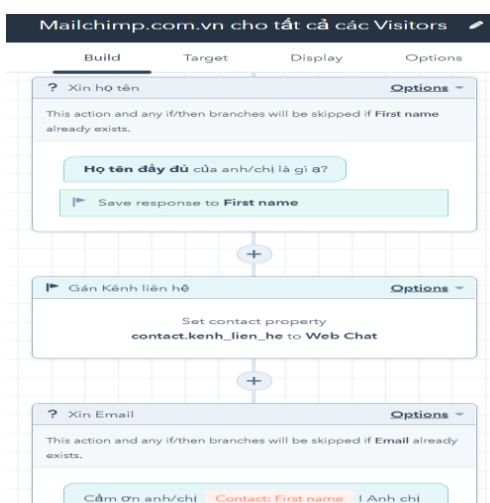 Mailchimp.com.vn cho tất cả các Visitors
Build Target Display Options
? Xin họ tên Options
This action and any if/then branches will be skipped if First name
already exists.
Họ tên đầy đủ của anh/chị là gì ạ?
Save response to First name
+
Gán Kênh liên hệ Options
Set contact property
contact.kenh_lien_he to Web Chat
+
? Xin Email Options
This action and any if/then branches will be skipped if Email already
exists.
Cảm ơn anh/chị Contact: First name ! Anh chị